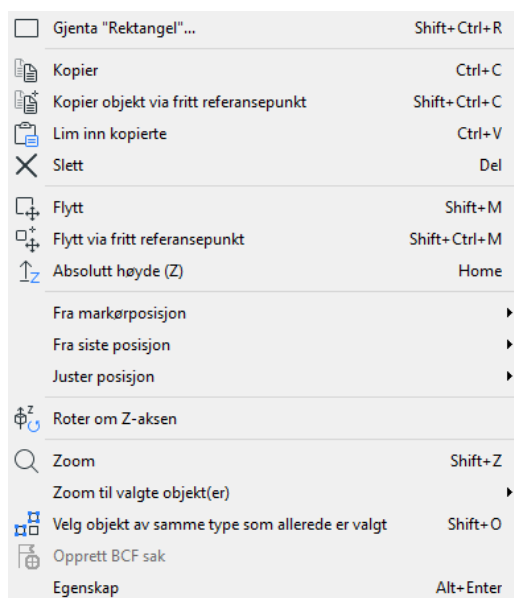 Gjenta "Rektangel"... Shift+Ctrl+R
Kopier Ctrl+C
Kopier objekt via fritt referansepunkt Shift+Ctrl+C
Lim inn kopierte Ctrl+V
Slett Del
Flytt Shift+M
Flytt via fritt referansepunkt Shift+Ctrl+M
Absolutt høyde (Z) Home
Fra markørposisjon
Fra siste posisjon
Juster posisjon
Roter om Z-aksen
Zoom Shift+Z
Zoom til valgte objekt(er)
Velg objekt av samme type som allerede er valgt Shift+O
Opprett BCF sak
Egenskap Alt+Enter